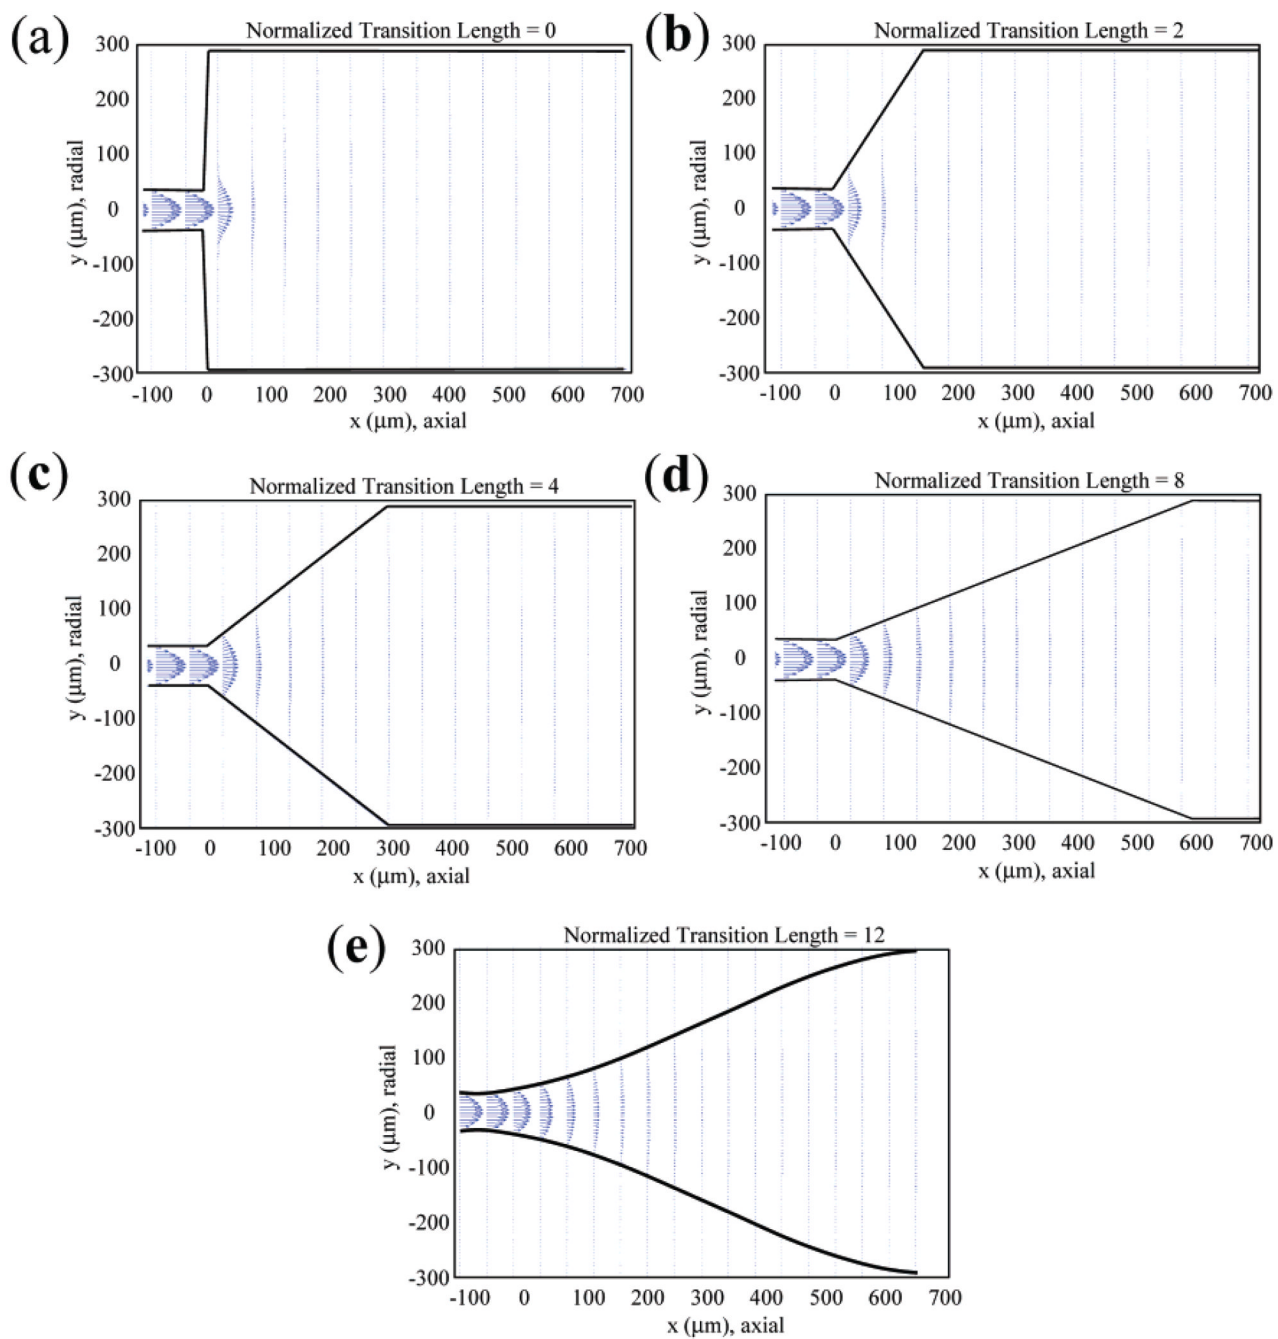 (a)
Normalized Transition Length = 0
300
200
100
0
-100
-200
-300
y (μm), radial
-100 0 100 200 300 400 500 600 700
x (μm), axial
(b)
Normalized Transition Length = 2
300
200
100
0
-100
-200
-300
y (μm), radial
-100 0 100 200 300 400 500 600 700
x (μm), axial
(c)
Normalized Transition Length = 4
300
200
100
0
-100
-200
-300
y (μm), radial
-100 0 100 200 300 400 500 600 700
x (μm), axial
(d)
Normalized Transition Length = 8
300
200
100
0
-100
-200
-300
y (μm), radial
-100 0 100 200 300 400 500 600 700
x (μm), axial
(e)
Normalized Transition Length = 12
300
200
100
0
-100
-200
-300
y (μm), radial
-100 0 100 200 300 400 500 600 700
x (μm), axial